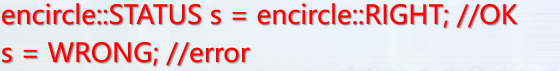 encircle::STATUS s = encircle::RIGHT; //OK
s = WRONG; //error